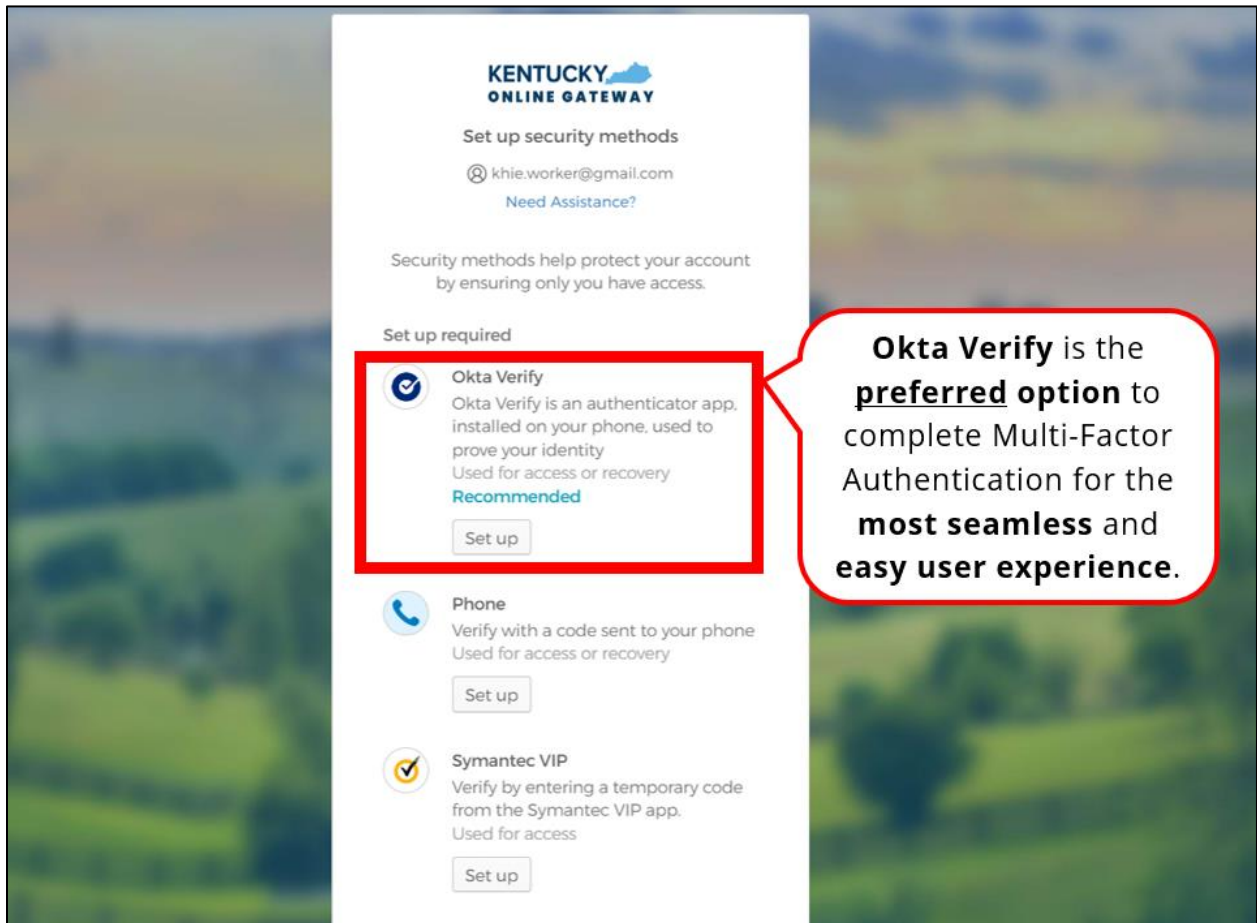 KENTUCKY
ONLINE GATEWAY
Set up security methods
khie.worker@gmail.com
Need Assistance?
Security methods help protect your account
by ensuring only you have access.
Set up required
Okta Verify
Okta Verify is an authenticator app,
installed on your phone, used to
prove your identity
Used for access or recovery
Recommended
Set up
Okta Verify is the
preferred option to
complete Multi-Factor
Authentication for the
most seamless and
easy user experience.
Phone
Verify with a code sent to your phone
Used for access or recovery
Set up
Symantec VIP
Verify by entering a temporary code
from the Symantec VIP app.
Used for access
Set up